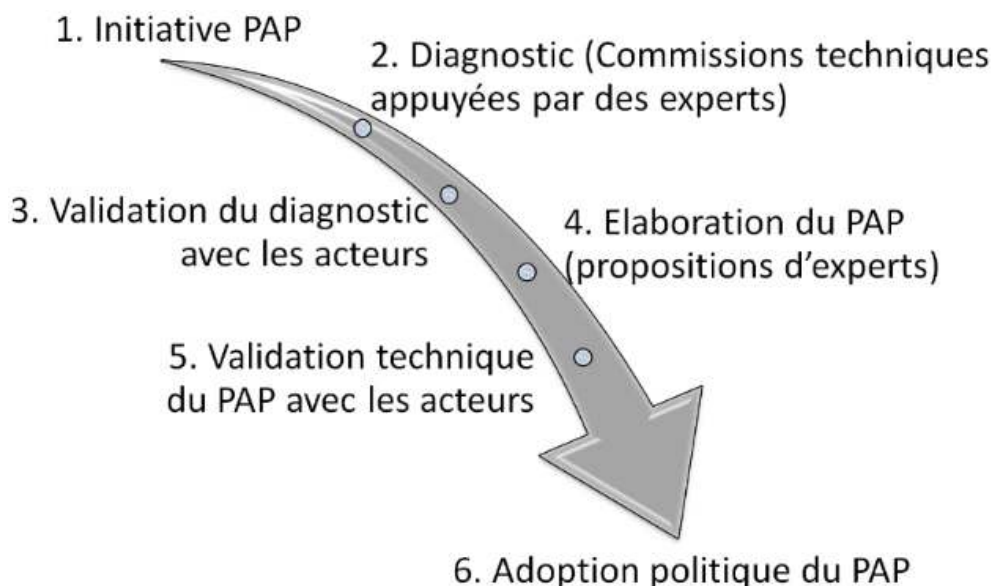 1. Initiative PAP
2. Diagnostic (Commissions techniques
appuyées par des experts)
3. Validation du diagnostic
avec les acteurs
4. Elaboration du PAP
(propositions d’experts)
5. Validation technique
du PAP avec les acteurs
6. Adoption politique du PAP